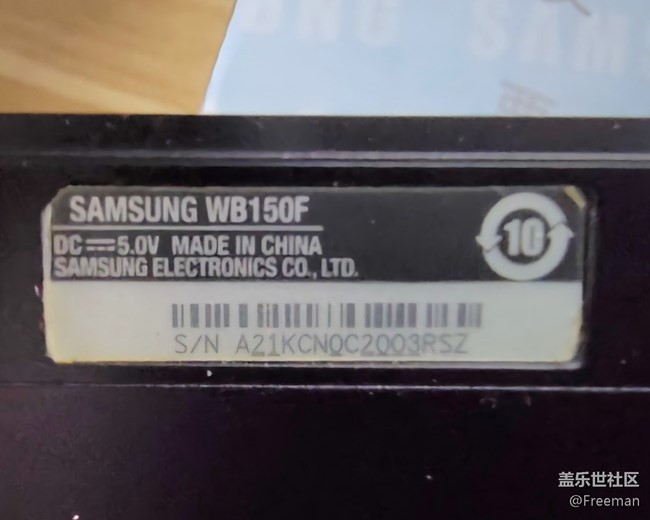 SAMSUNG WB150F
DC⎓5.0V MADE IN CHINA
SAMSUNG ELECTRONICS CO., LTD.
10
S/N A21KCN0C2003RSZ
盖乐世社区
@Freeman